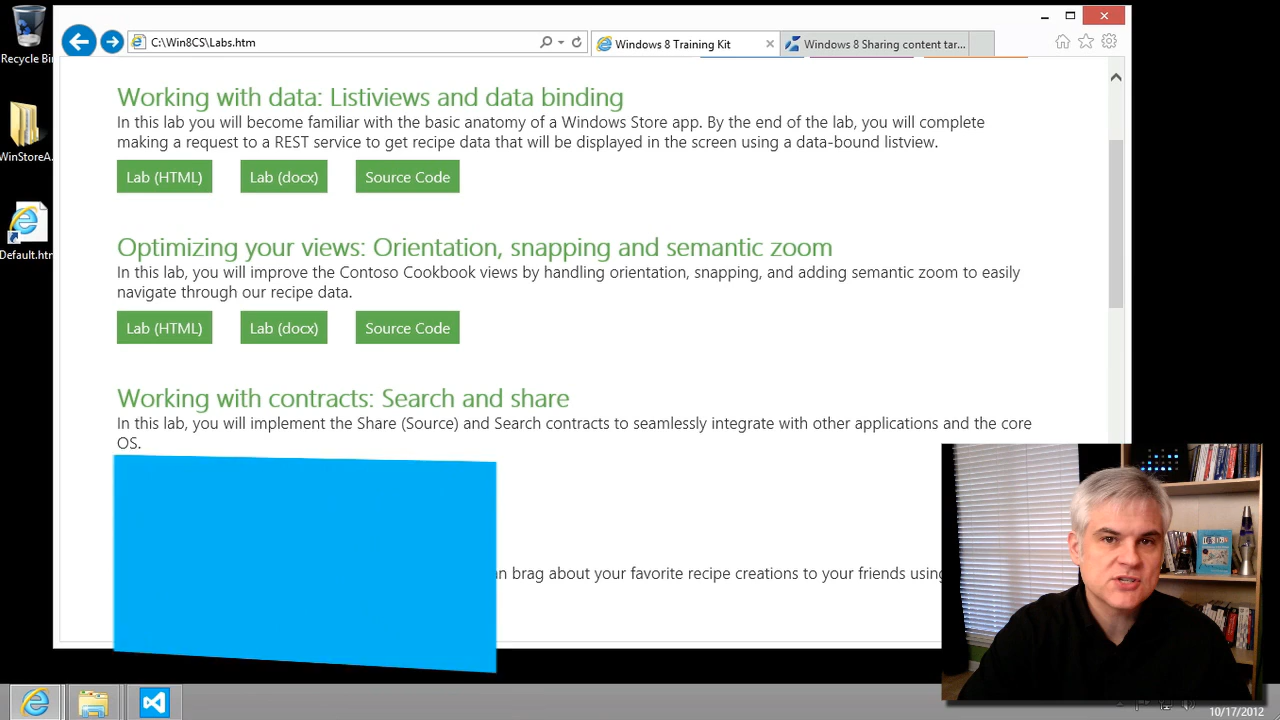 Recycle Bin
C:\Win8CS\Labs.htm
Windows 8 Training Kit
Windows 8 Sharing content tar...
Working with data: Listiviews and data binding
In this lab you will become familiar with the basic anatomy of a Windows Store app. By the end of the lab, you will complete
making a request to a REST service to get recipe data that will be displayed in the screen using a data-bound listview.
Lab (HTML)
Lab (docx)
Source Code
WinStoreA...
Default.htm
Optimizing your views: Orientation, snapping and semantic zoom
In this lab, you will improve the Contoso Cookbook views by handling orientation, snapping, and adding semantic zoom to easily
navigate through our recipe data.
Lab (HTML)
Lab (docx)
Source Code
Working with contracts: Search and share
In this lab, you will implement the Share (Source) and Search contracts to seamlessly integrate with other applications and the core
OS.
brag about your favorite recipe creations to your friends using
10/17/2012